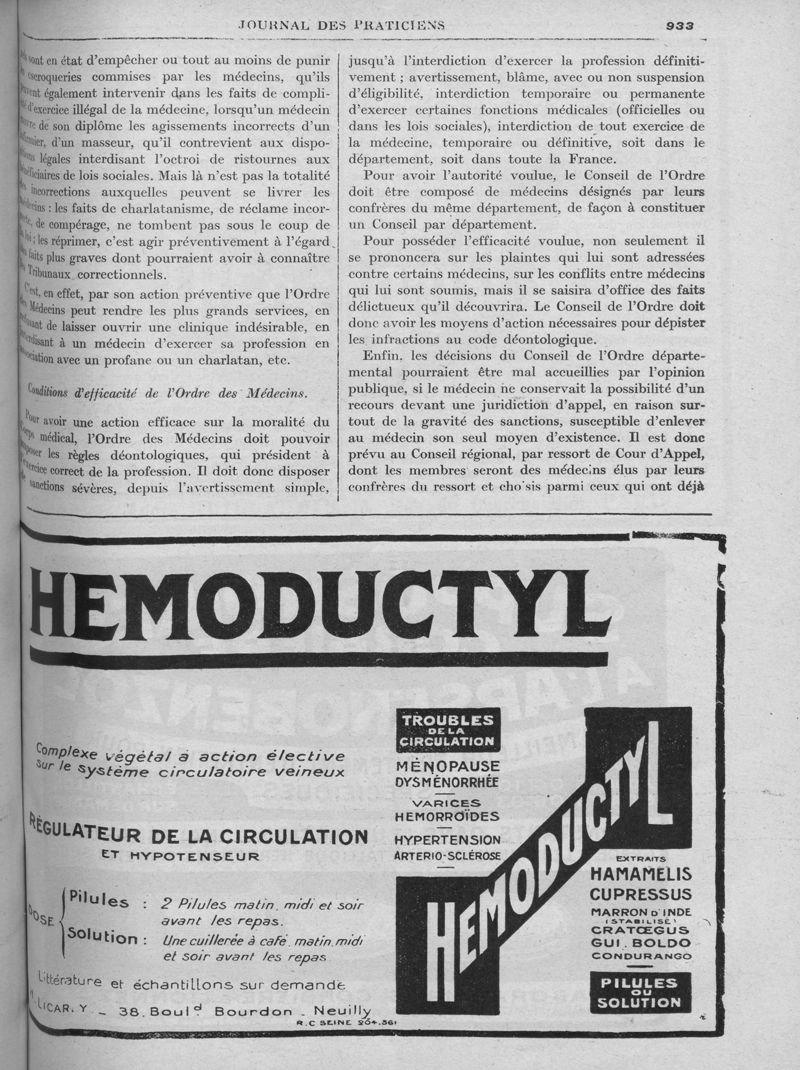 JOURNAL DES PRATICIENS 933
sont en état d'empêcher ou tout au moins de punir
escroqueries commises par les médecins, qu'ils
également intervenir dans les faits de compli-
d'exercice illégal de la médecine, lorsqu'un médecin
de son diplôme les agissements incorrects d'un
d'un masseur, qu'il contrevient aux dispo-
légales interdisant l'octroi de ristournes aux
de lois sociales. Mais là n'est pas la totalité
incorrections auxquelles peuvent se livrer les
: les faits de charlatanisme, de réclame incor-
de compérage, ne tombent pas sous le coup de
: les réprimer, c'est agir préventivement à l'égard
faits plus graves dont pourraient avoir à connaître
Tribunaux correctionnels.
C'est, en effet, par son action préventive que l'Ordre
Médecins peut rendre les plus grands services, en
de laisser ouvrir une clinique indésirable, en
à un médecin d'exercer sa profession en
avec un profane ou un charlatan, etc.
Conditions d'efficacité de l'Ordre des Médecins.
Pour avoir une action efficace sur la moralité du
médical, l'Ordre des Médecins doit pouvoir
les règles déontologiques, qui président à
correct de la profession. Il doit donc disposer
sanctions sévères, depuis l'avertissement simple,
jusqu'à l'interdiction d'exercer la profession définiti-
vement ; avertissement, blâme, avec ou non suspension
d'éligibilité, interdiction temporaire ou permanente
d'exercer certaines fonctions médicales (officielles ou
dans les lois sociales), interdiction de tout exercice de
la médecine, temporaire ou définitive, soit dans le
département, soit dans toute la France.
Pour avoir l'autorité voulue, le Conseil de l'Ordre
doit être composé de médecins désignés par leurs
confrères du même département, de façon à constituer
un Conseil par département.
Pour posséder l'efficacité voulue, non seulement il
se prononcera sur les plaintes qui lui sont adressées
contre certains médecins, sur les conflits entre médecins
qui lui sont soumis, mais il se saisira d'office des faits
délictueux qu'il découvrira. Le Conseil de l'Ordre doit
donc avoir les moyens d'action nécessaires pour dépister
les infractions au code déontologique.
Enfin, les décisions du Conseil de l'Ordre départe-
mental pourraient être mal accueillies par l'opinion
publique, si le médecin ne conservait la possibilité d'un
recours devant une juridiction d'appel, en raison sur-
tout de la gravité des sanctions, susceptible d'enlever
au médecin son seul moyen d'existence. Il est donc
prévu au Conseil régional, par ressort de Cour d'Appel,
dont les membres seront des médecins élus par leurs
confrères du ressort et choisis parmi ceux qui ont déjà
HEMODUCTYL
Complexe végétal à action élective
sur le système circulatoire veineux
RÉGULATEUR DE LA CIRCULATION
ET HYPOTENSEUR
DOSE
Pilules : 2 Pilules matin, midi et soir
avant les repas.
Solution : Une cuillerée à café, matin, midi
et soir avant les repas
Littérature et échantillons sur demande
38, Boul.d Bourdon - Neuilly
R.C SEINE 204.361
TROUBLES
DE LA
CIRCULATION
MÉNOPAUSE
DYSMÉNORRHÉE
VARICES
HEMORROÏDES
HYPERTENSION
ARTERIO-SCLÉROSE
HEMODUCTYL
EXTRAITS
HAMAMELIS
CUPRESSUS
MARRON D'INDE
(STABILISÉ)
CRATŒGUS
GUI. BOLDO
CONDURANGO
PILULES
OU
SOLUTION